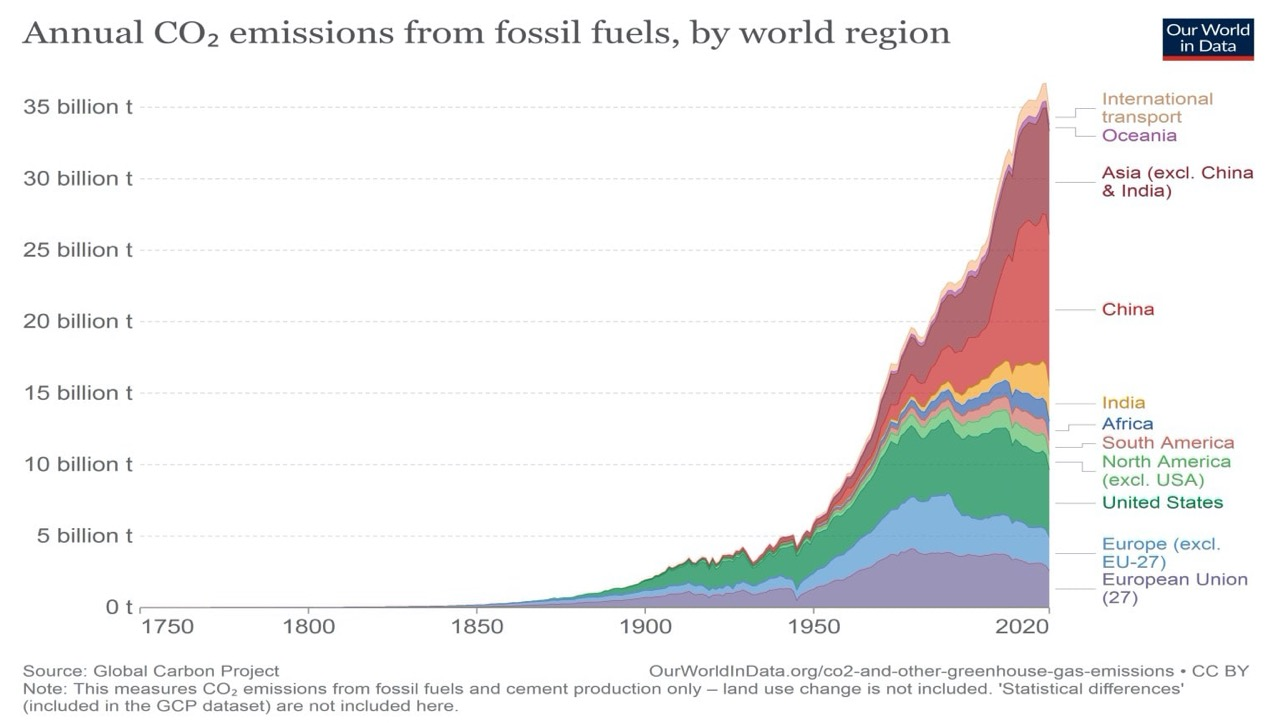 Annual CO₂ emissions from fossil fuels, by world region
Our World
in Data
35 billion t
30 billion t
25 billion t
20 billion t
15 billion t
10 billion t
5 billion t
0 t
1750
1800
1850
1900
1950
2020
International
transport
Oceania
Asia (excl. China
& India)
China
India
Africa
South America
North America
(excl. USA)
United States
Europe (excl.
EU-27)
European Union
(27)
Source: Global Carbon Project
OurWorldInData.org/co2-and-other-greenhouse-gas-emissions • CC BY
Note: This measures CO₂ emissions from fossil fuels and cement production only – land use change is not included. 'Statistical differences'
(included in the GCP dataset) are not included here.